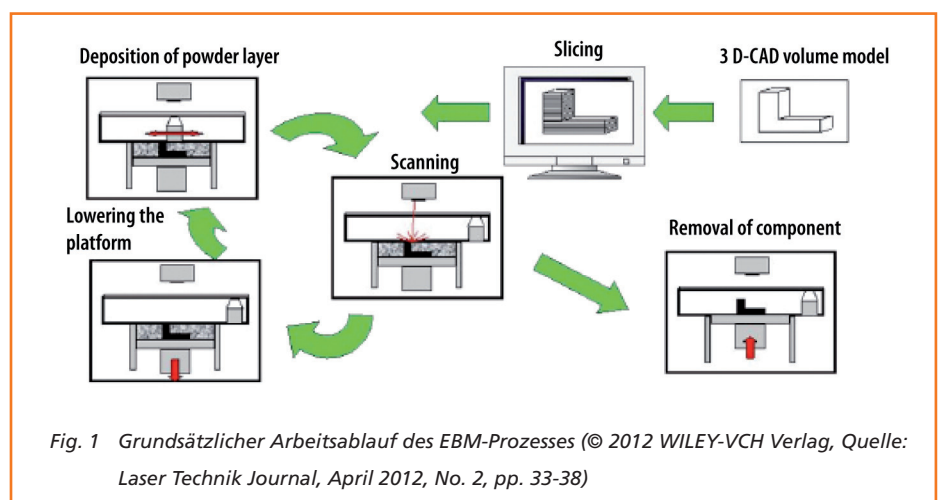 Deposition of powder layer
Slicing
3 D-CAD volume model
Scanning
Lowering the
platform
Removal of component
Fig. 1 Grundsätzlicher Arbeitsablauf des EBM-Prozesses (© 2012 WILEY-VCH Verlag, Quelle:
Laser Technik Journal, April 2012, No. 2, pp. 33-38)